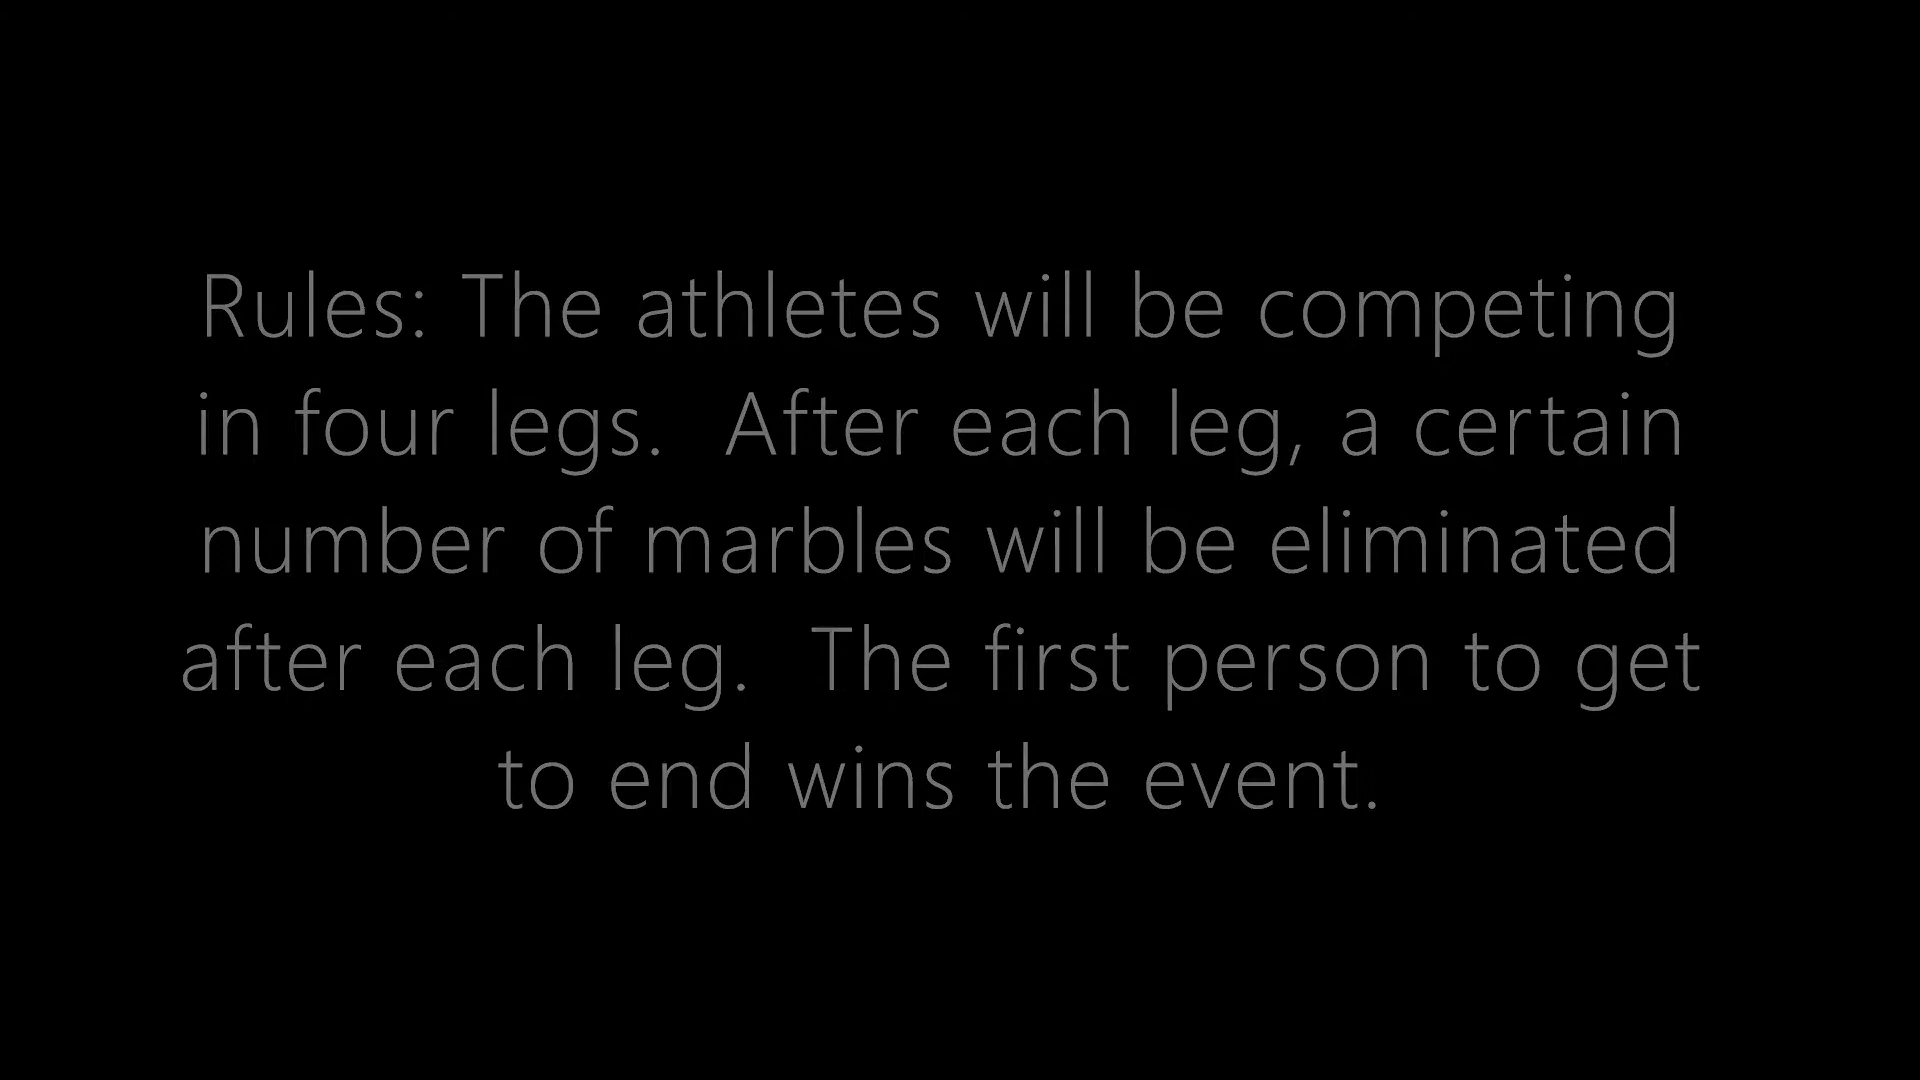 Rules: The athletes will be competing
in four legs.  After each leg, a certain
number of marbles will be eliminated
after each leg.  The first person to get
to end wins the event.